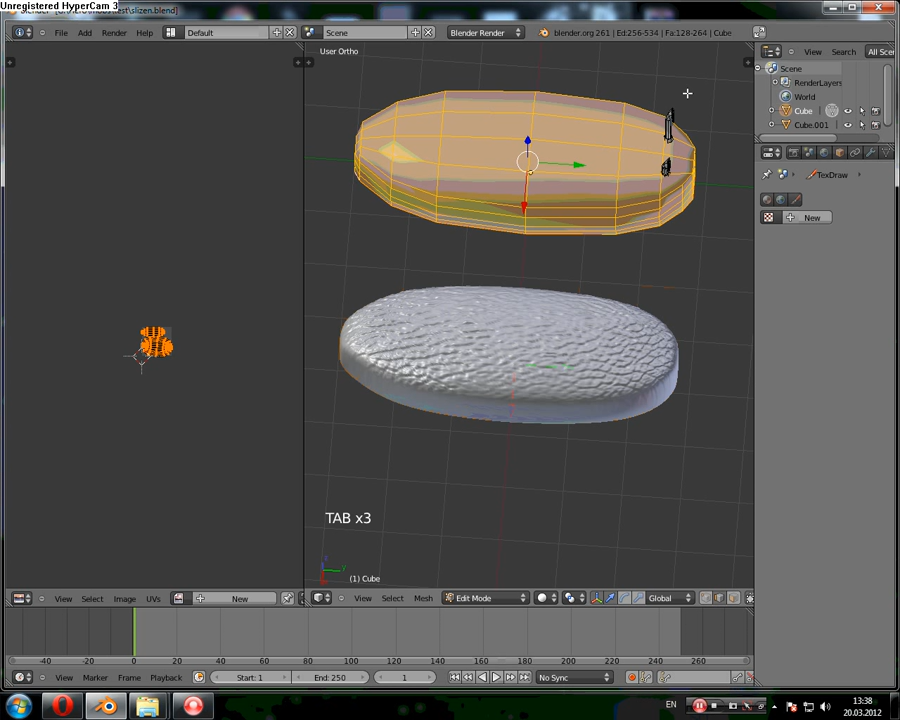 Unregistered HyperCam 3
slizen.blend]
File Add Render Help Default Scene Blender Render blender.org 261 | Ed:256-534 | Fa:128-264 | Cube
View Search All Sce
User Ortho
Scene
RenderLayers
World
Cube
Cube.001
TexDraw
New
TAB x3
(1) Cube
View Select Image UVs New View Select Mesh Edit Mode Global
-40 -20 0 20 40 60 80 100 120 140 160 180 200 220 240 260
View Marker Frame Playback Start: 1 End: 250 1 No Sync
EN
13:38
20.03.2012